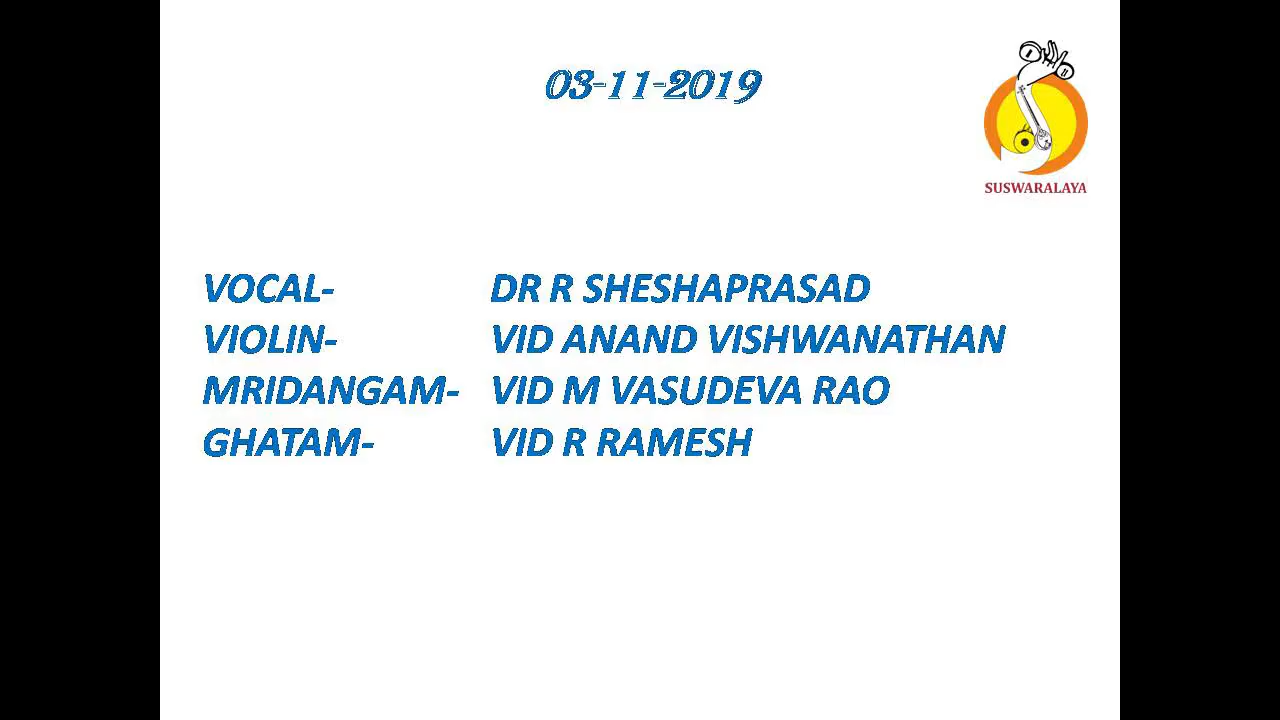 03-11-2019
SUSWARALAYA
VOCAL- DR R SHESHAPRASAD
VIOLIN- VID ANAND VISHWANATHAN
MRIDANGAM- VID M VASUDEVA RAO
GHATAM- VID R RAMESH